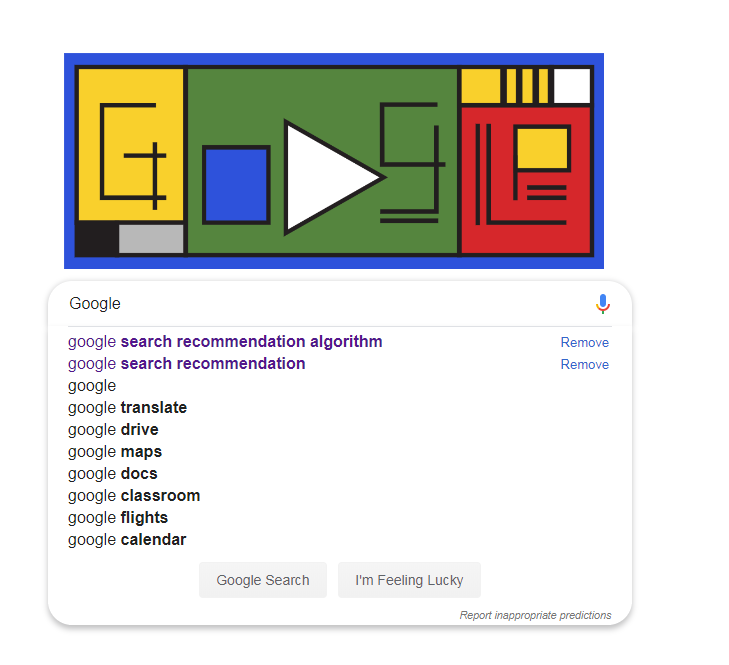 Google
google search recommendation algorithm Remove
google search recommendation Remove
google
google translate
google drive
google maps
google docs
google classroom
google flights
google calendar
Google Search I'm Feeling Lucky
Report inappropriate predictions